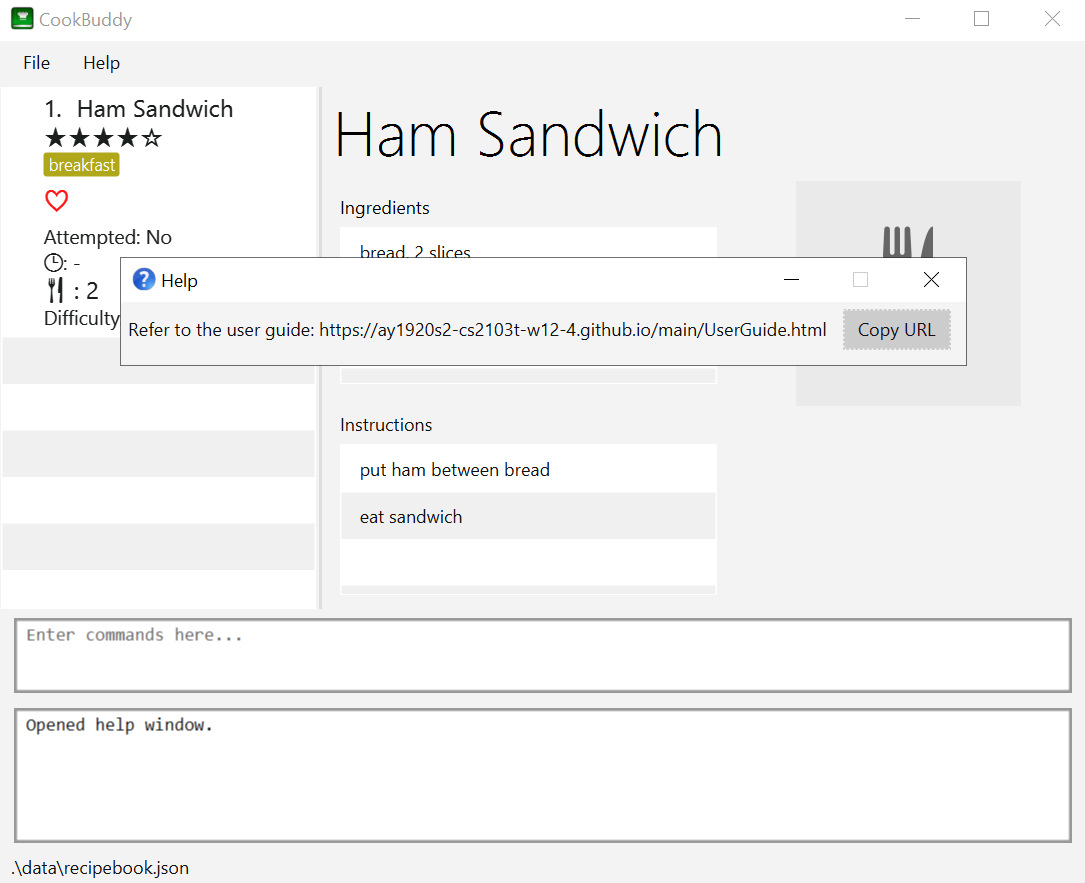 CookBuddy
File Help
1. Ham Sandwich
breakfast
Attempted: No
: -
: 2
Difficulty
Ham Sandwich
Ingredients
bread, 2 slices
Help
Refer to the user guide: https://ay1920s2-cs2103t-w12-4.github.io/main/UserGuide.html Copy URL
Instructions
put ham between bread
eat sandwich
Enter commands here...
Opened help window.
.\data\recipebook.json